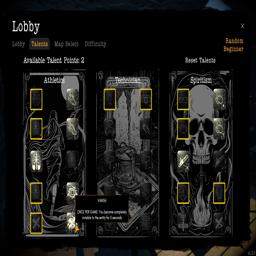 Lobby
X
Lobby Talents Map Select Difficulty
Random
Beginner
Available Talent Points: 2
Reset Talents
Athletics
Technician
Spiritism
VANISH
ONCE PER GAME: You become completely
invisible to the entity for 5 seconds